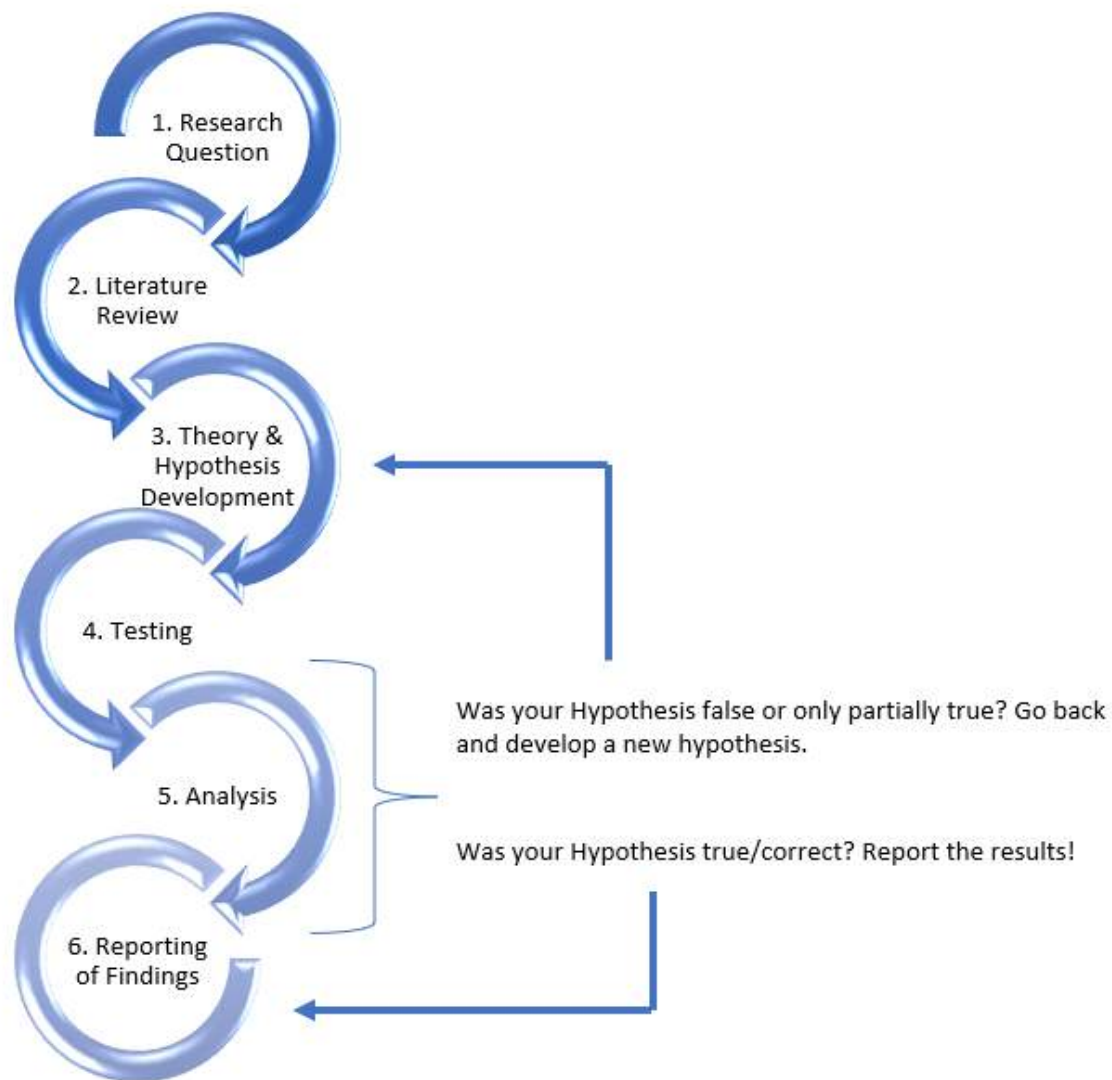 1. Research
Question
2. Literature
Review
3. Theory &
Hypothesis
Development
4. Testing
5. Analysis
Was your Hypothesis false or only partially true? Go back
and develop a new hypothesis.
Was your Hypothesis true/correct? Report the results!
6. Reporting
of Findings